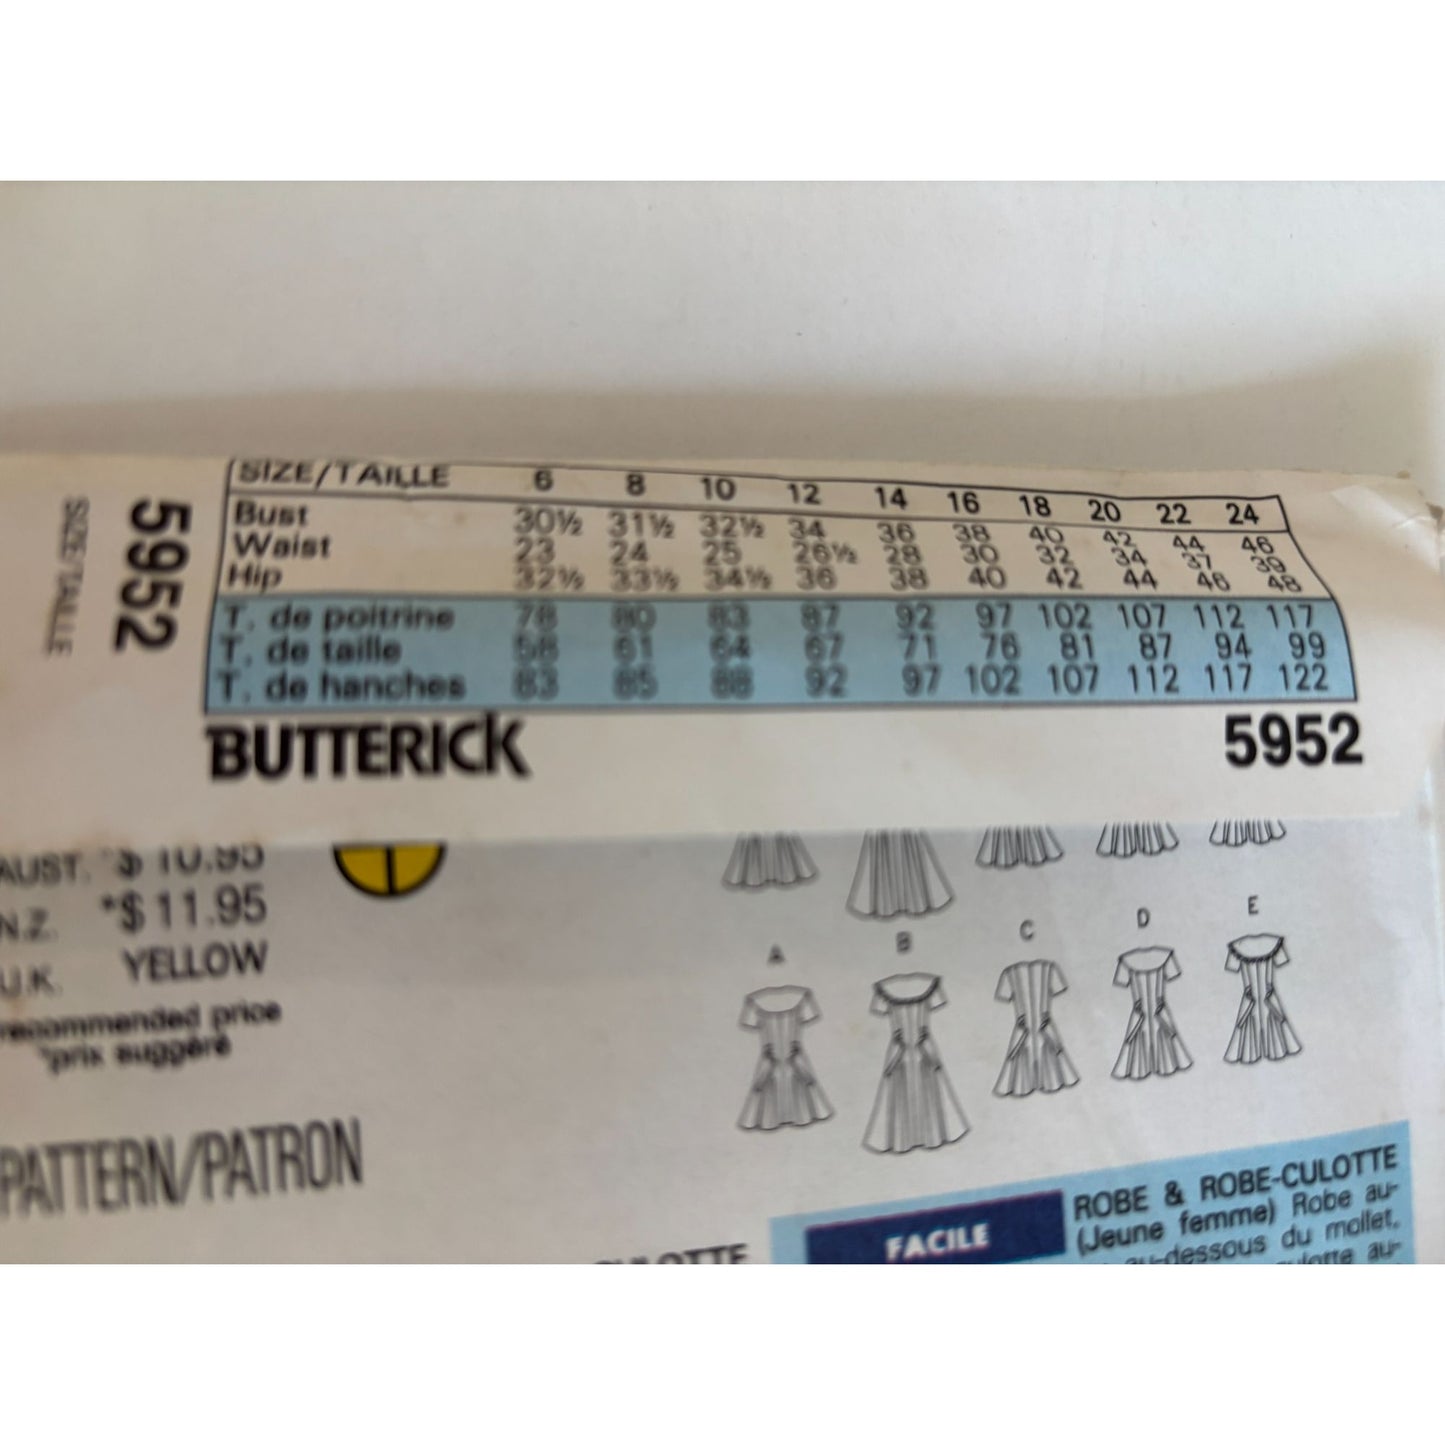 SIZE/TAILLE 6 8 10 12 14 16 18 20 22 24
Bust 30½ 31½ 32½ 34 36 38 40 42 44 46
Waist 23 24 25 26½ 28 30 32 34 37 39
Hip 32½ 33½ 34½ 36 38 40 42 44 46 48
T. de poitrine 78 80 83 87 92 97 102 107 112 117
T. de taille 58 61 64 67 71 76 81 87 94 99
T. de hanches 83 85 88 92 97 102 107 112 117 122
BUTTERICK 5952
5952
SIZE/TAILLE
AUST. *$ 10.95
N.Z. *$ 11.95
U.K. YELLOW
recommended price
*prix suggéré
A B C D E
PATTERN/PATRON
FACILE
ROBE & ROBE-CULOTTE
(Jeune femme) Robe au-
au-dessous du mollet,